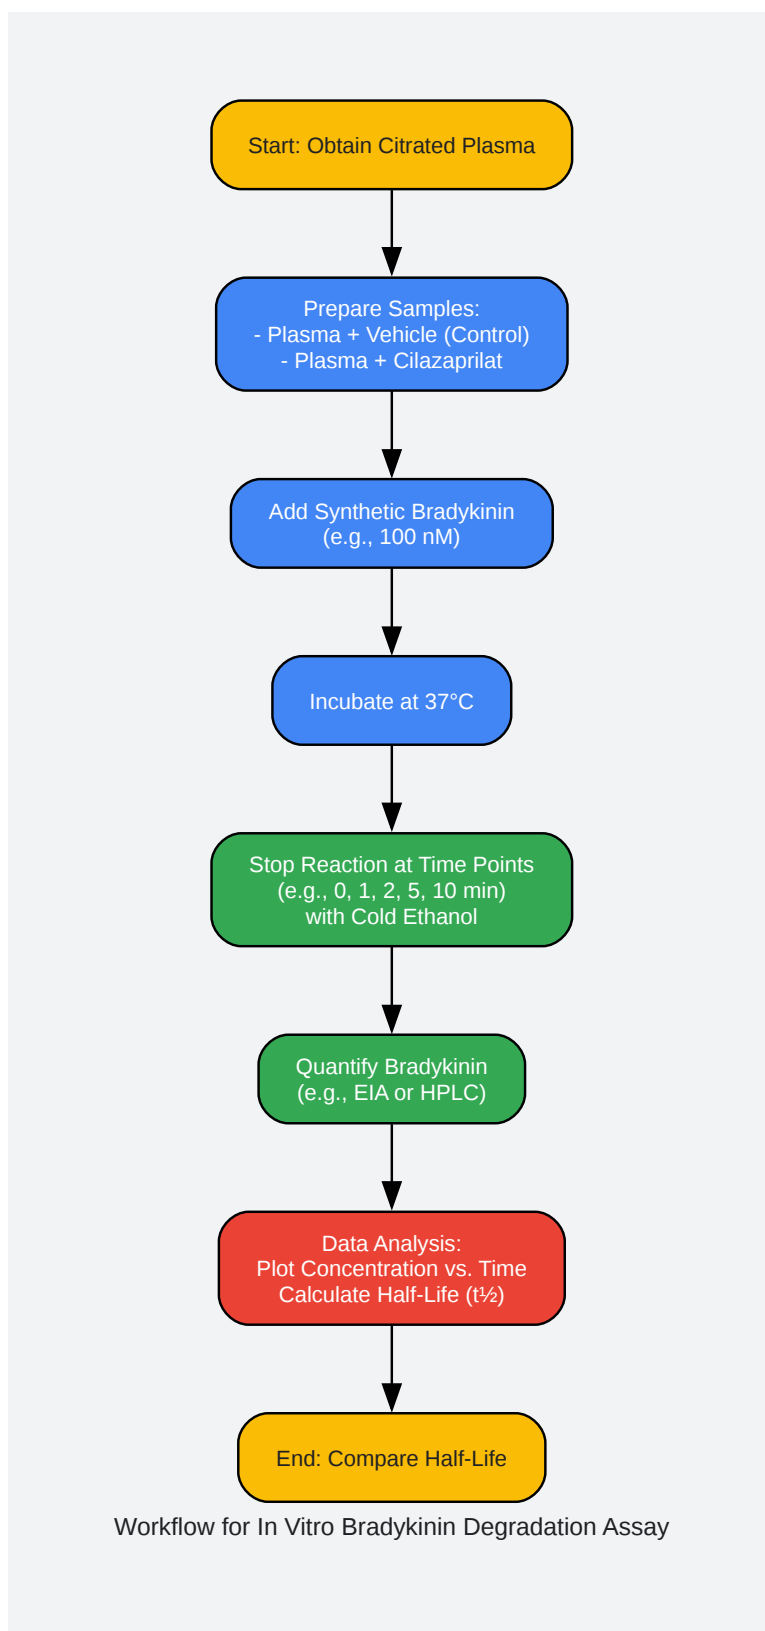 Start: Obtain Citrated Plasma
Prepare Samples:
- Plasma + Vehicle (Control)
- Plasma + Cilazaprilat
Add Synthetic Bradykinin
(e.g., 100 nM)
Incubate at 37°C
Stop Reaction at Time Points
(e.g., 0, 1, 2, 5, 10 min)
with Cold Ethanol
Quantify Bradykinin
(e.g., EIA or HPLC)
Data Analysis:
Plot Concentration vs. Time
Calculate Half-Life (t½)
End: Compare Half-Life
Workflow for In Vitro Bradykinin Degradation Assay